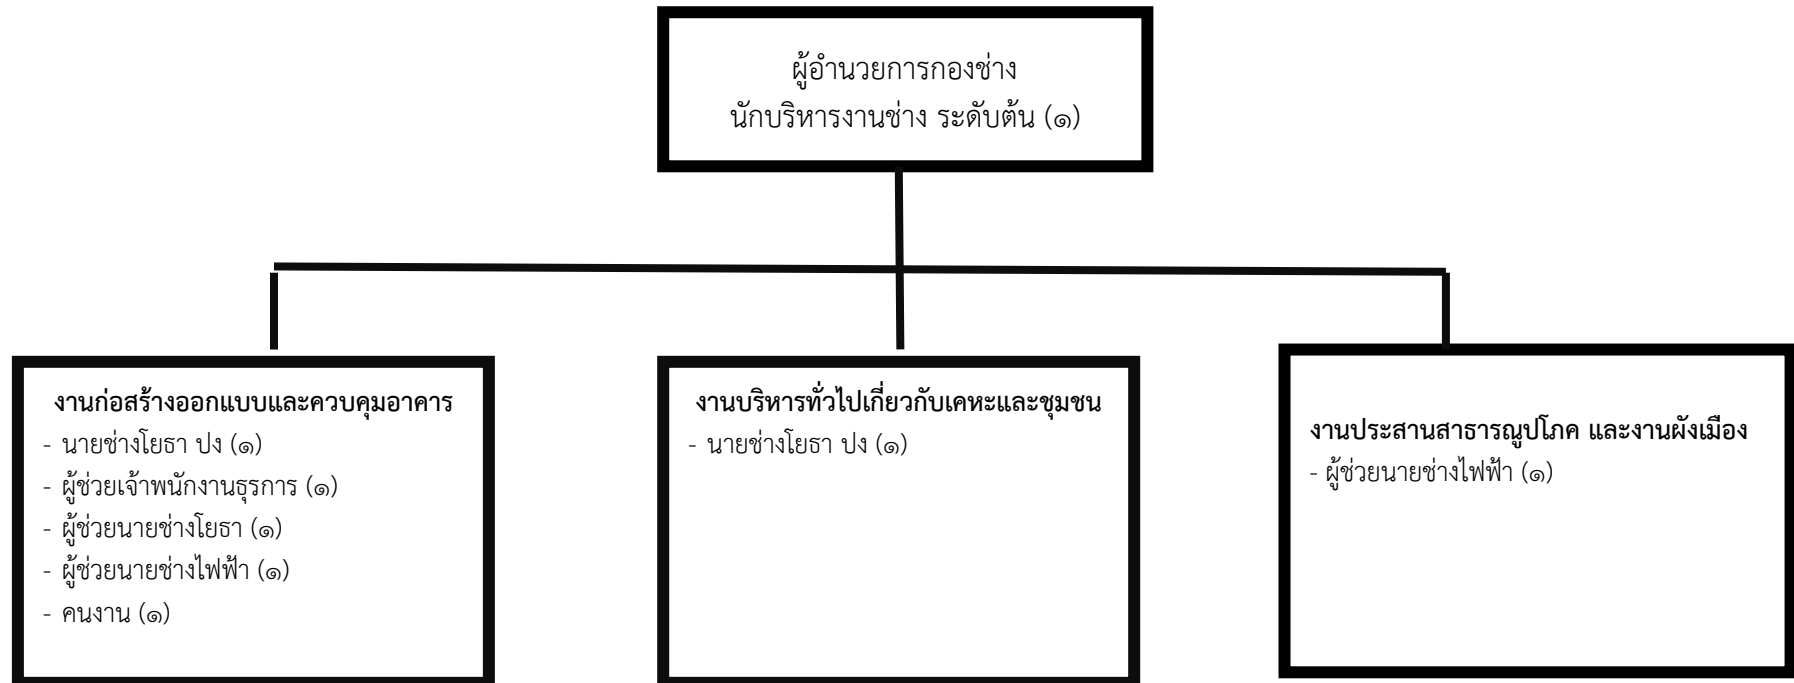 ผู้อำนวยการกองช่าง
นักบริหารงานช่าง ระดับต้น (๑)
งานก่อสร้างออกแบบและควบคุมอาคาร
- นายช่างโยธา ปง (๑)
- ผู้ช่วยเจ้าพนักงานธุรการ (๑)
- ผู้ช่วยนายช่างโยธา (๑)
- ผู้ช่วยนายช่างไฟฟ้า (๑)
- คนงาน (๑)
งานบริหารทั่วไปเกี่ยวกับเคหะและชุมชน
- นายช่างโยธา ปง (๑)
งานประสานสาธารณูปโภค และงานผังเมือง
- ผู้ช่วยนายช่างไฟฟ้า (๑)